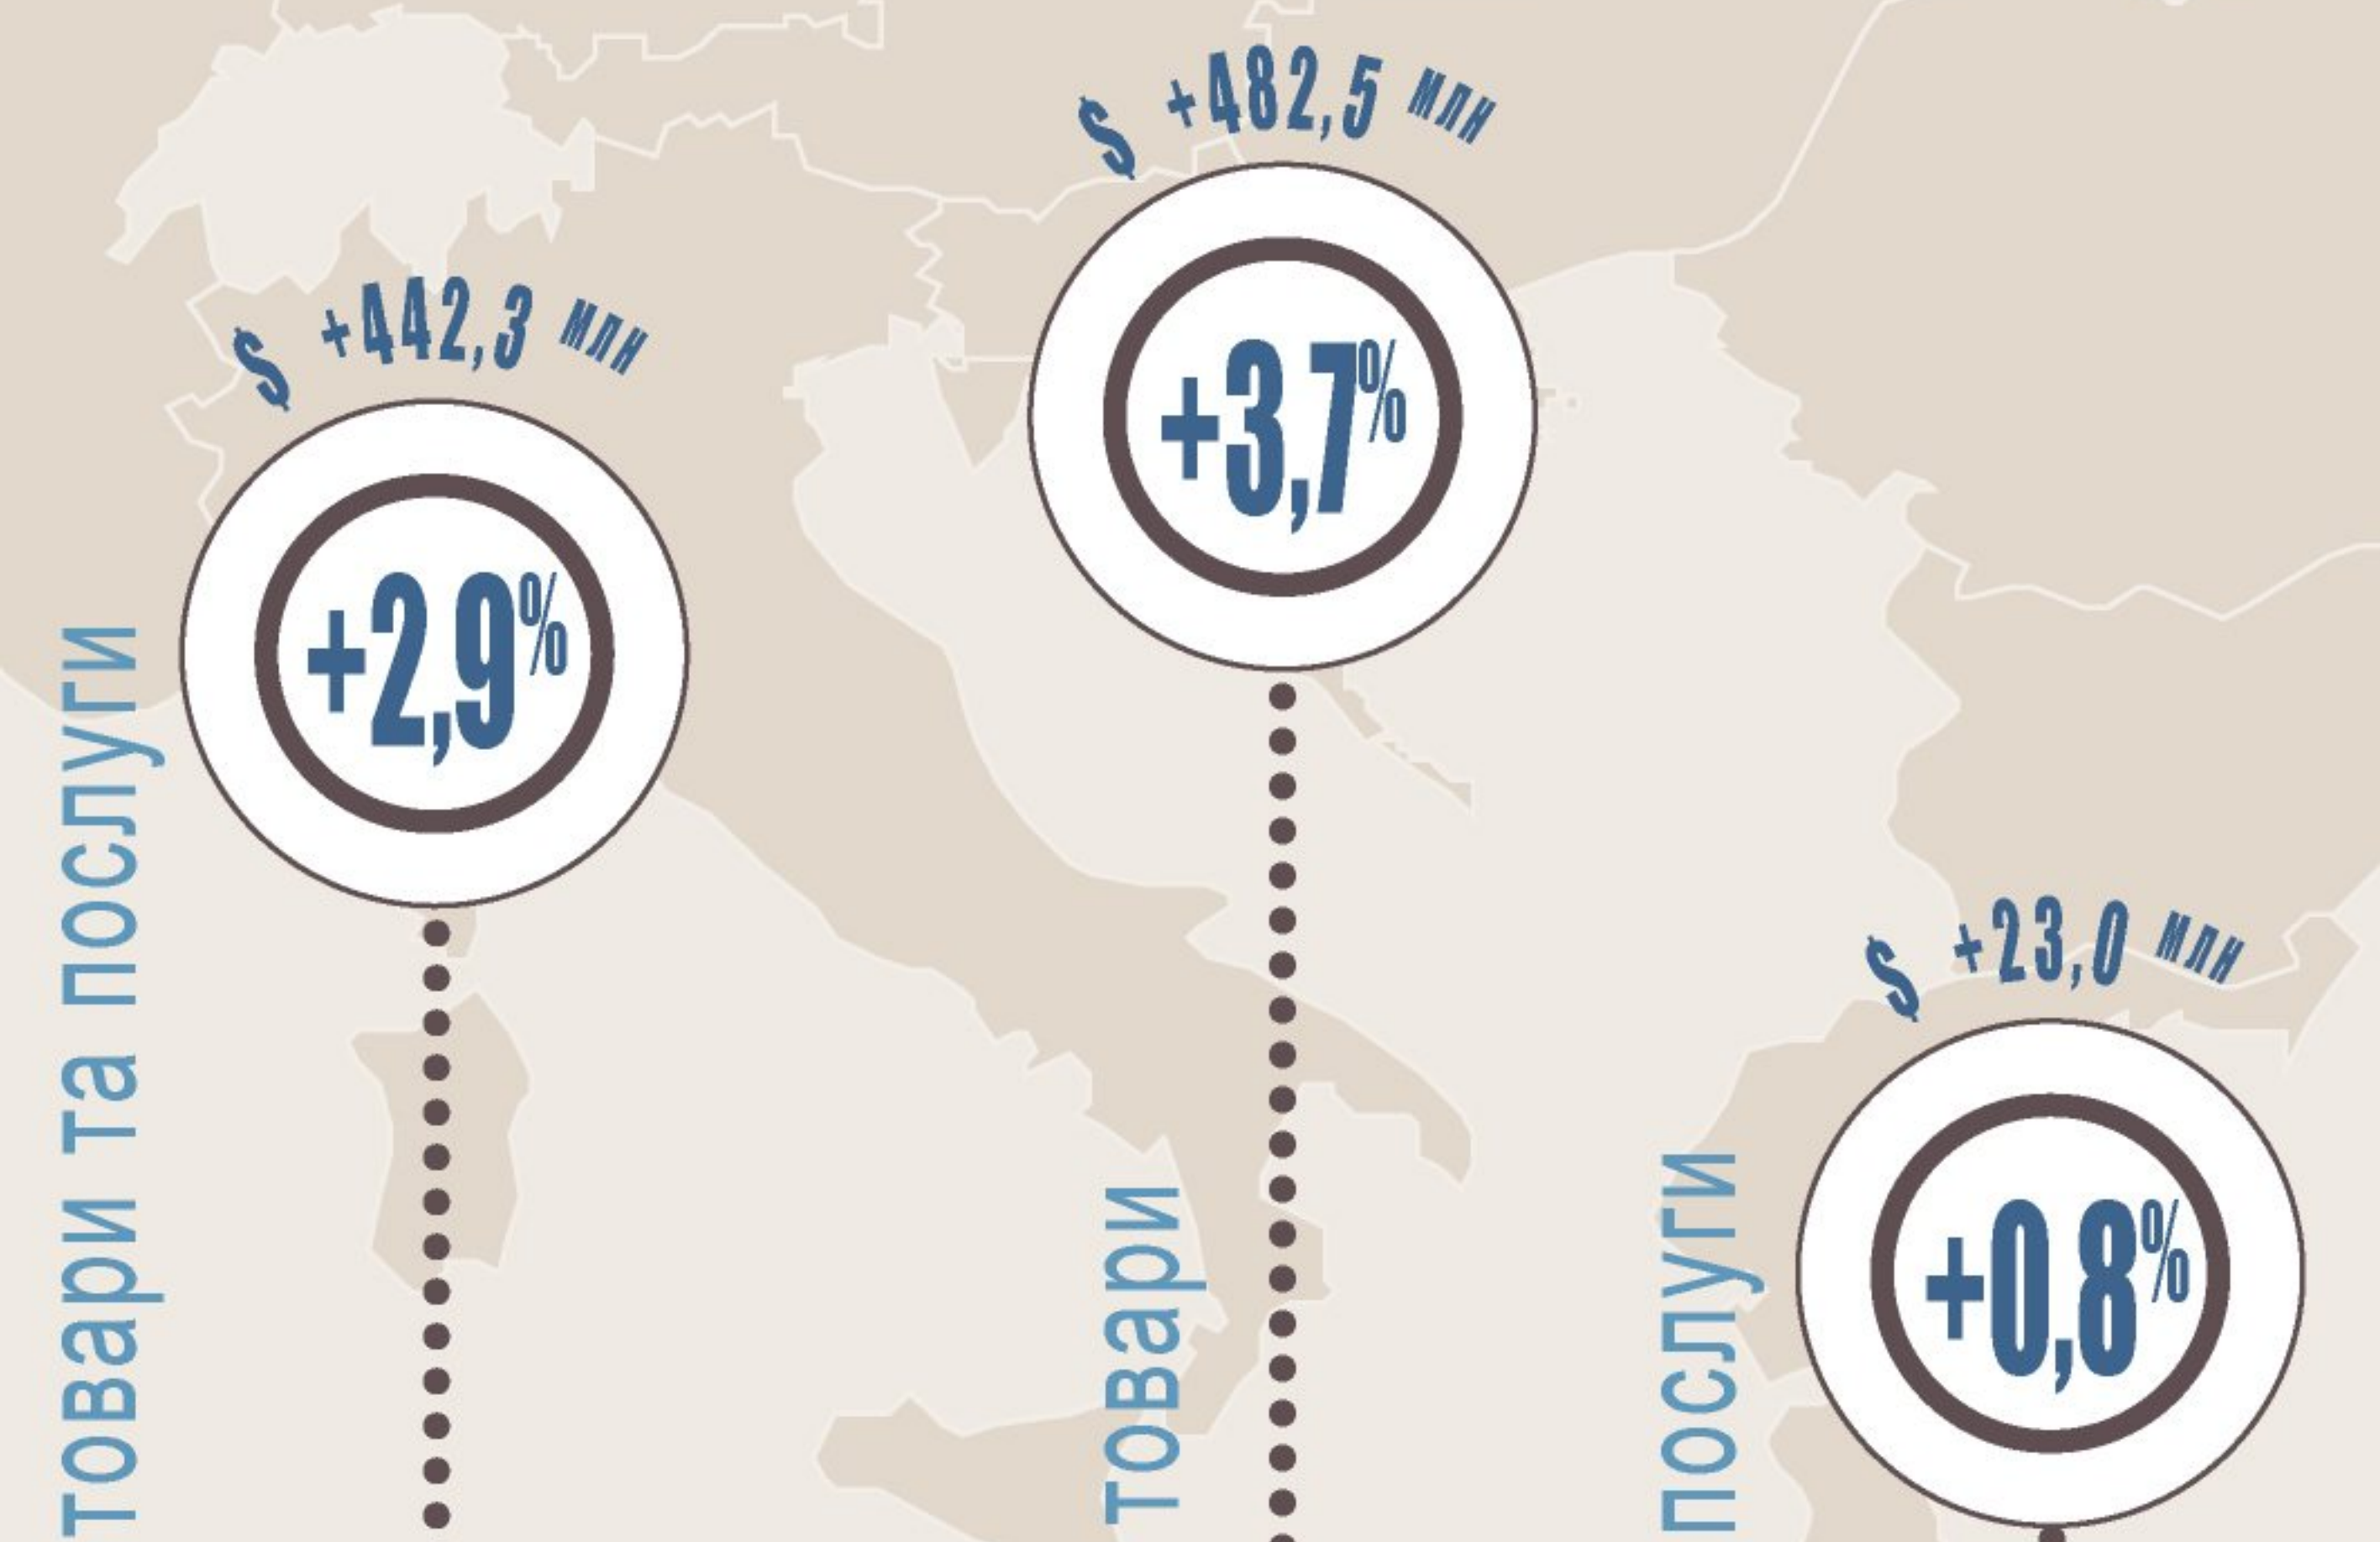 товари та послуги
$ +442,3 млн
+2,9%
товари
$ +482,5 млн
+3,7%
послуги
$ +23,0 млн
+0,8%